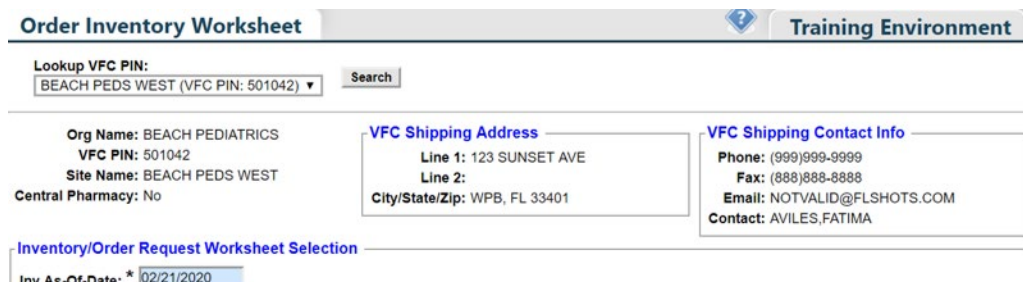 Order Inventory Worksheet
?
Training Environment
Lookup VFC PIN:
BEACH PEDS WEST (VFC PIN: 501042) ▼
Search
Org Name: BEACH PEDIATRICS
VFC PIN: 501042
Site Name: BEACH PEDS WEST
Central Pharmacy: No
VFC Shipping Address
Line 1: 123 SUNSET AVE
Line 2:
City/State/Zip: WPB, FL 33401
VFC Shipping Contact Info
Phone: (999)999-9999
Fax: (888)888-8888
Email: NOTVALID@FLSHOTS.COM
Contact: AVILES,FATIMA
Inventory/Order Request Worksheet Selection
Inv As-Of-Date: * 02/21/2020